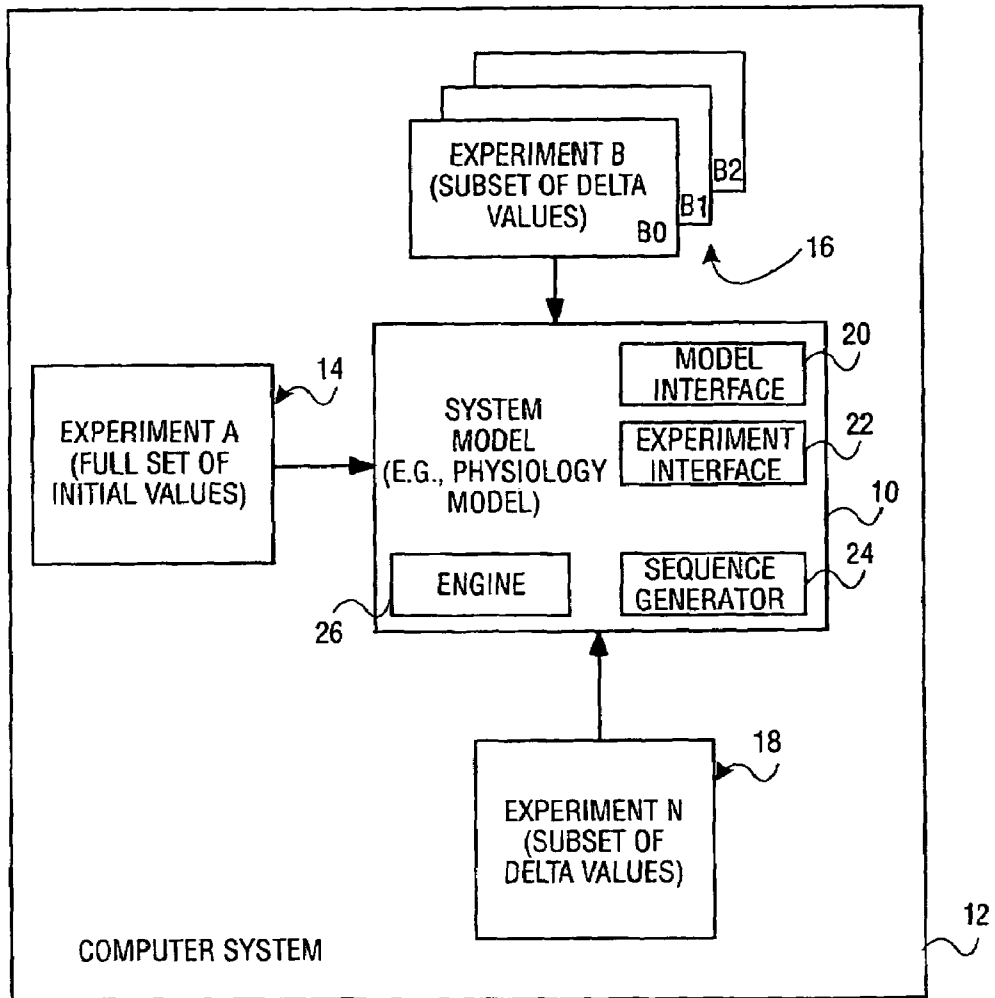 EXPERIMENT B
(SUBSET OF DELTA
VALUES)
B0
B1
B2
16
EXPERIMENT A
(FULL SET OF
INITIAL VALUES)
14
SYSTEM
MODEL
(E.G., PHYSIOLOGY
MODEL)
MODEL
INTERFACE
20
EXPERIMENT
INTERFACE
22
10
ENGINE
26
SEQUENCE
GENERATOR
24
EXPERIMENT N
(SUBSET OF
DELTA VALUES)
18
COMPUTER SYSTEM
12